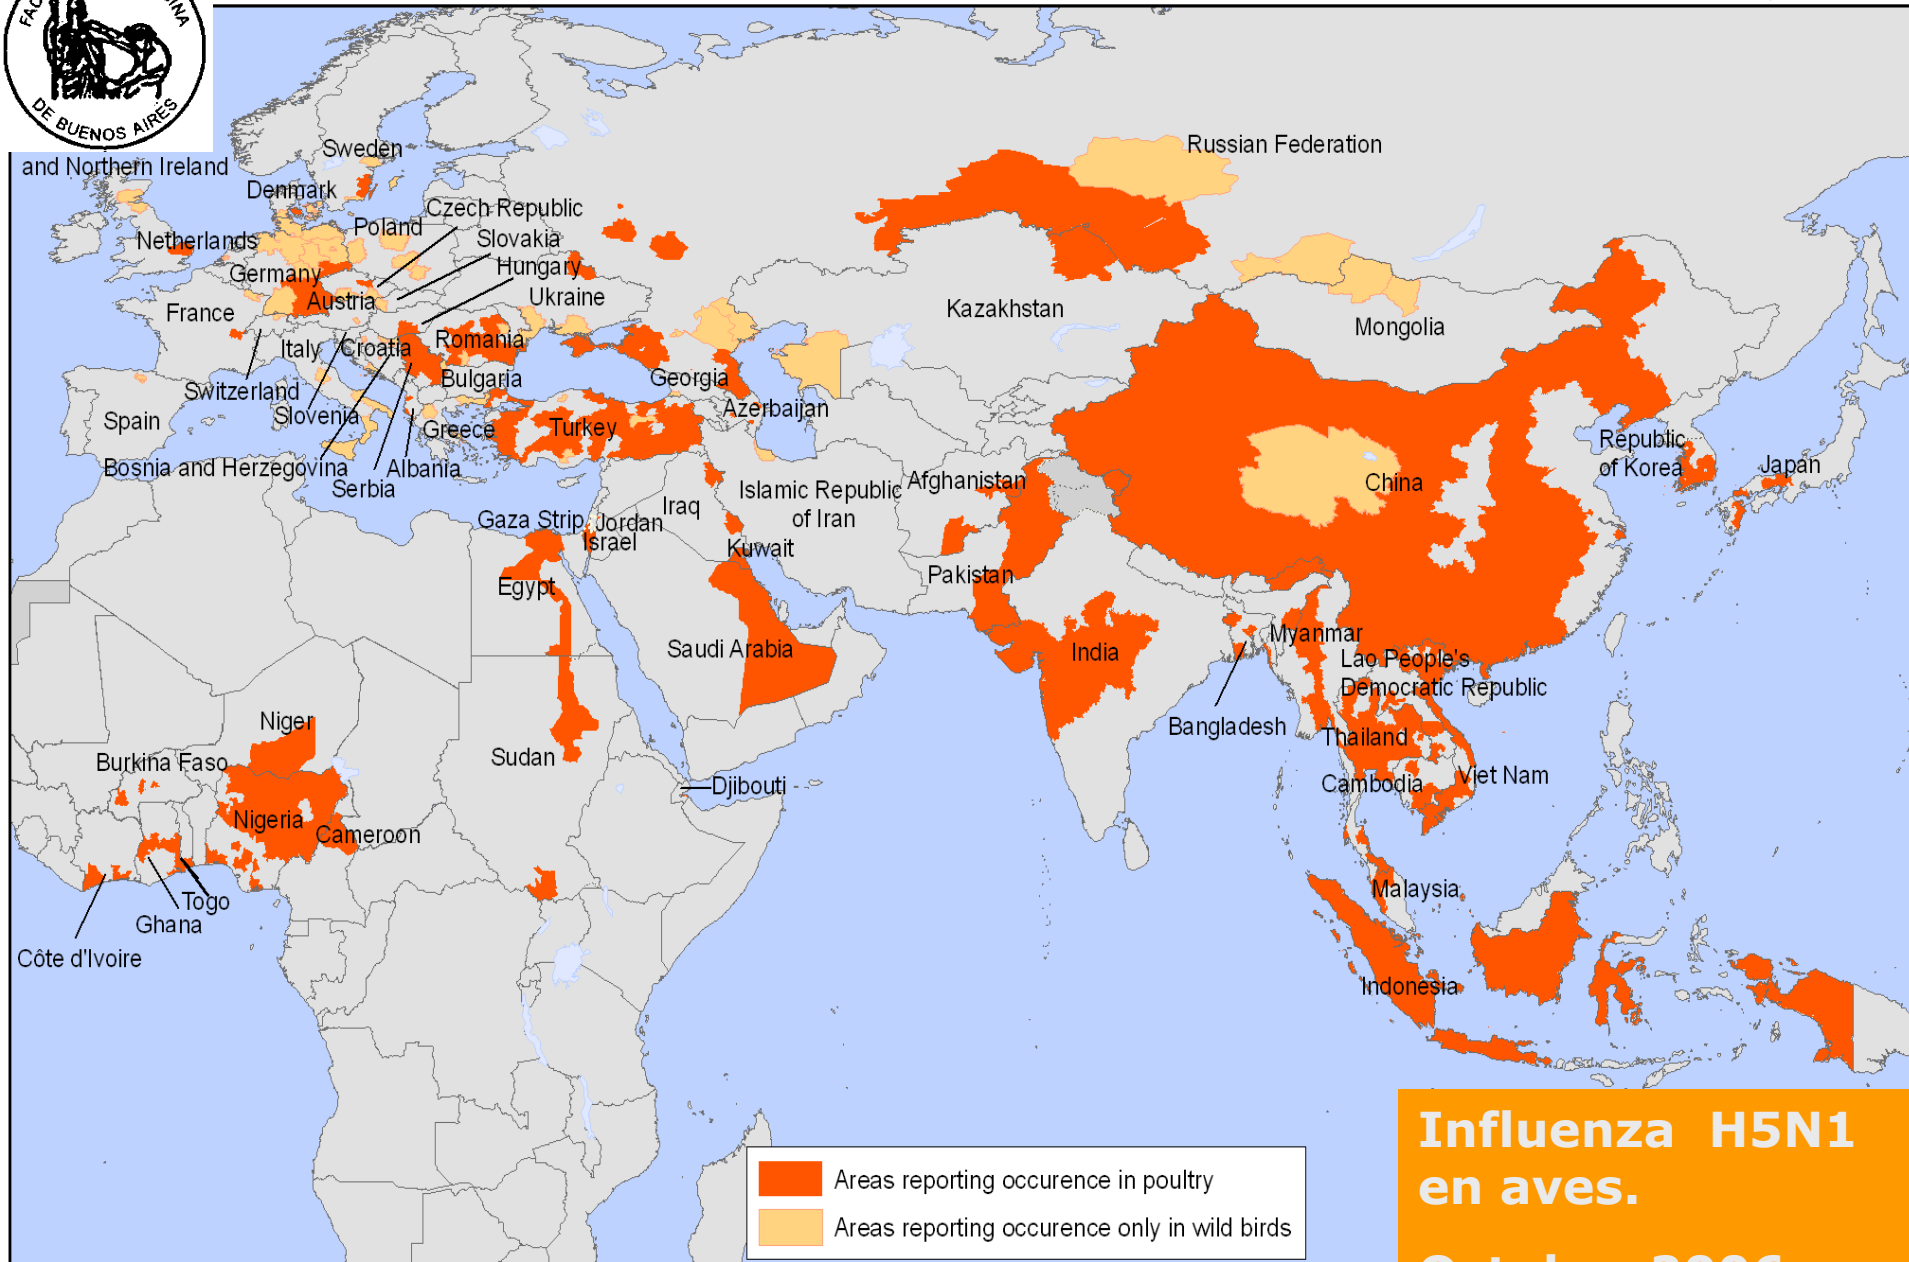 DE BUENOS AIRES
and Northern Ireland
Sweden
Denmark
Russian Federation
Czech Republic
Poland
Netherlands
Slovakia
Germany
Hungary
Austria
Ukraine
France
Kazakhstan
Mongolia
Italy
Croatia
Romania
Switzerland
Bulgaria
Georgia
Slovenia
Azerbaijan
Spain
Greece
Turkey
Bosnia and Herzegovina
Albania
Serbia
Republic
of Korea
Japan
China
Afghanistan
Islamic Republic
of Iran
Iraq
Gaza Strip
Jordan
Israel
Kuwait
Egypt
Pakistan
Saudi Arabia
India
Myanmar
Lao People's
Democratic Republic
Bangladesh
Thailand
Cambodia
Viet Nam
Niger
Burkina Faso
Sudan
Djibouti
Nigeria
Cameroon
Togo
Ghana
Côte d'Ivoire
Malaysia
Indonesia
Areas reporting occurence in poultry
Areas reporting occurence only in wild birds
Influenza H5N1
en aves.